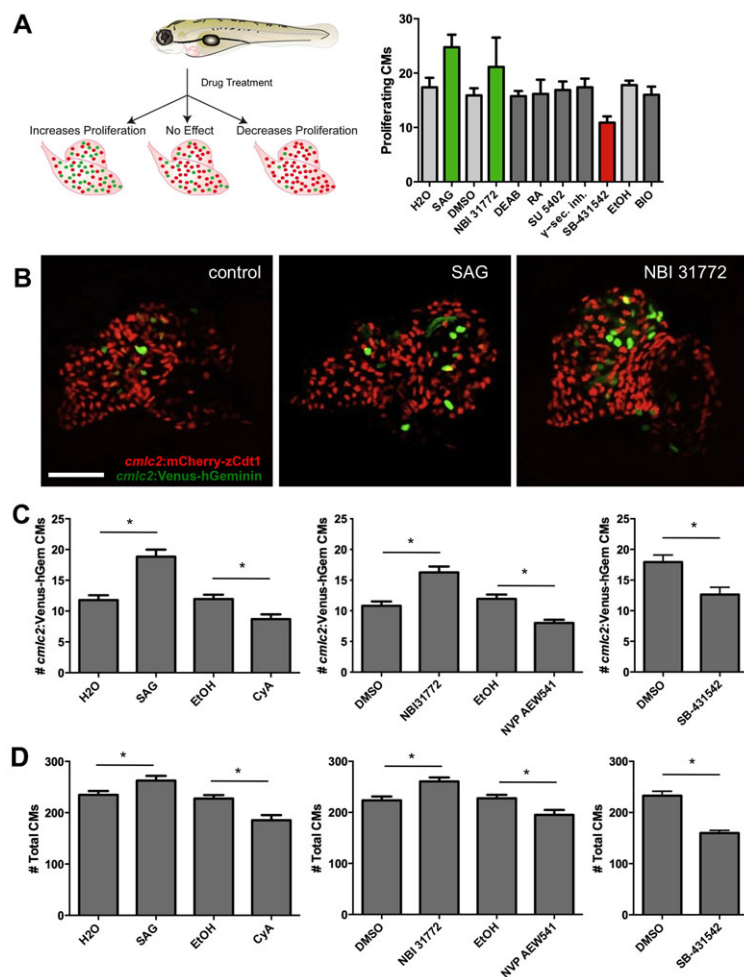 A
Drug Treatment
Increases Proliferation
No Effect
Decreases Proliferation
Proliferating CMs
30
20
10
0
H2O
SAG
DMSO
NBI 31772
DEAB
RA
SU 5402
γ-sec. inh.
SB-431542
EtOH
BIO
B
control
SAG
NBI 31772
cmlc2:mCherry-zCdt1
cmlc2:Venus-hGeminin
C
# cmlc2:Venus-hGem CMs
25
20
15
10
5
0
*
*
H2O
SAG
EtOH
CyA
# cmlc2:Venus-hGem CMs
25
20
15
10
5
0
*
*
DMSO
NBI31772
EtOH
NVP AEW541
# cmlc2:Venus-hGem CMs
25
20
15
10
5
0
*
DMSO
SB-431542
D
# Total CMs
300
200
100
0
*
*
H2O
SAG
EtOH
CyA
# Total CMs
300
200
100
0
*
*
DMSO
NBI 31772
EtOH
NVP AEW541
# Total CMs
300
200
100
0
*
DMSO
SB-431542